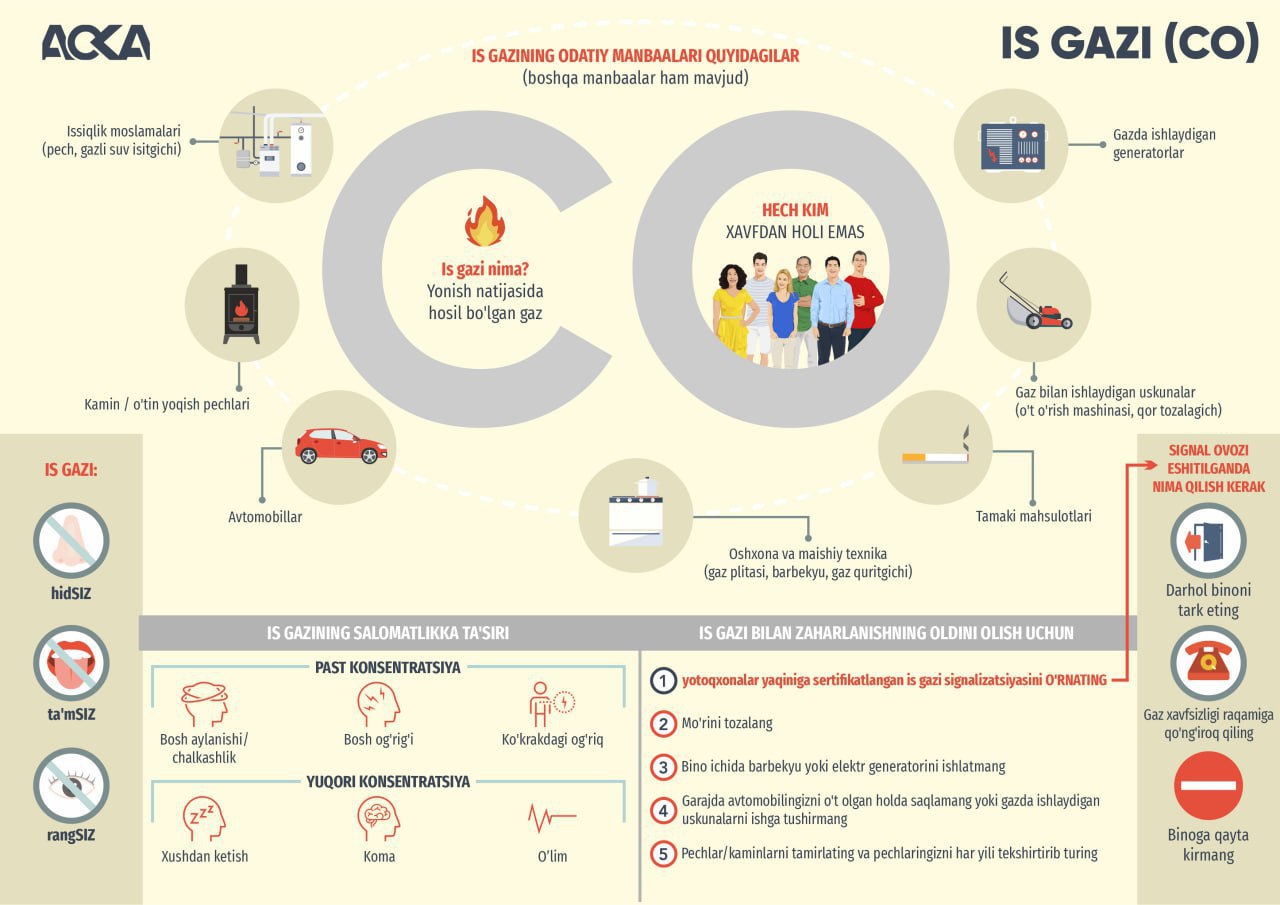 АСКА
IS GAZI (CO)
IS GAZINING ODATIY MANBAALARI QUYIDAGILAR
(boshqa manbaalar ham mavjud)
Issiqlik moslamalari
(pech, gazli suv isitgichi)
Gazda ishlaydigan
generatorlar
Is gazi nima?
Yonish natijasida
hosil bo'lgan gaz
HECH KIM
XAVFDAN HOLI EMAS
Kamin / o'tin yoqish pechlari
Gaz bilan ishlaydigan uskunalar
(o't o'rish mashinasi, qor tozalagich)
Avtomobillar
Oshxona va maishiy texnika
(gaz plitasi, barbekyu, gaz quritgichi)
Tamaki mahsulotlari
IS GAZI:
hidSIZ
ta'mSIZ
rangSIZ
IS GAZINING SALOMATLIKKA TA'SIRI
PAST KONSENTRATSIYA
Bosh aylanishi/
chalkashlik
Bosh og'rig'i
Ko'krakdagi og'riq
YUQORI KONSENTRATSIYA
zzz
Xushdan ketish
Koma
O'lim
IS GAZI BILAN ZAHARLANISHNING OLDINI OLISH UCHUN
1 yotoqxonalar yaqiniga sertifikatlangan is gazi signalizatsiyasini O'RNATING
2 Mo'rini tozalang
3 Bino ichida barbekyu yoki elektr generatorini ishlatmang
4 Garajda avtomobilingizni o't olgan holda saqlamang yoki gazda ishlaydigan
uskunalarni ishga tushirmang
5 Pechlar/kaminlarni tamirlating va pechlaringizni har yili tekshirtirib turing
SIGNAL OVOZI
ESHITILGANDA
NIMA QILISH KERAK
Darhol binoni
tark eting
Gaz xavfsizligi raqamiga
qo'ng'iroq qiling
Binoga qayta
kirmang